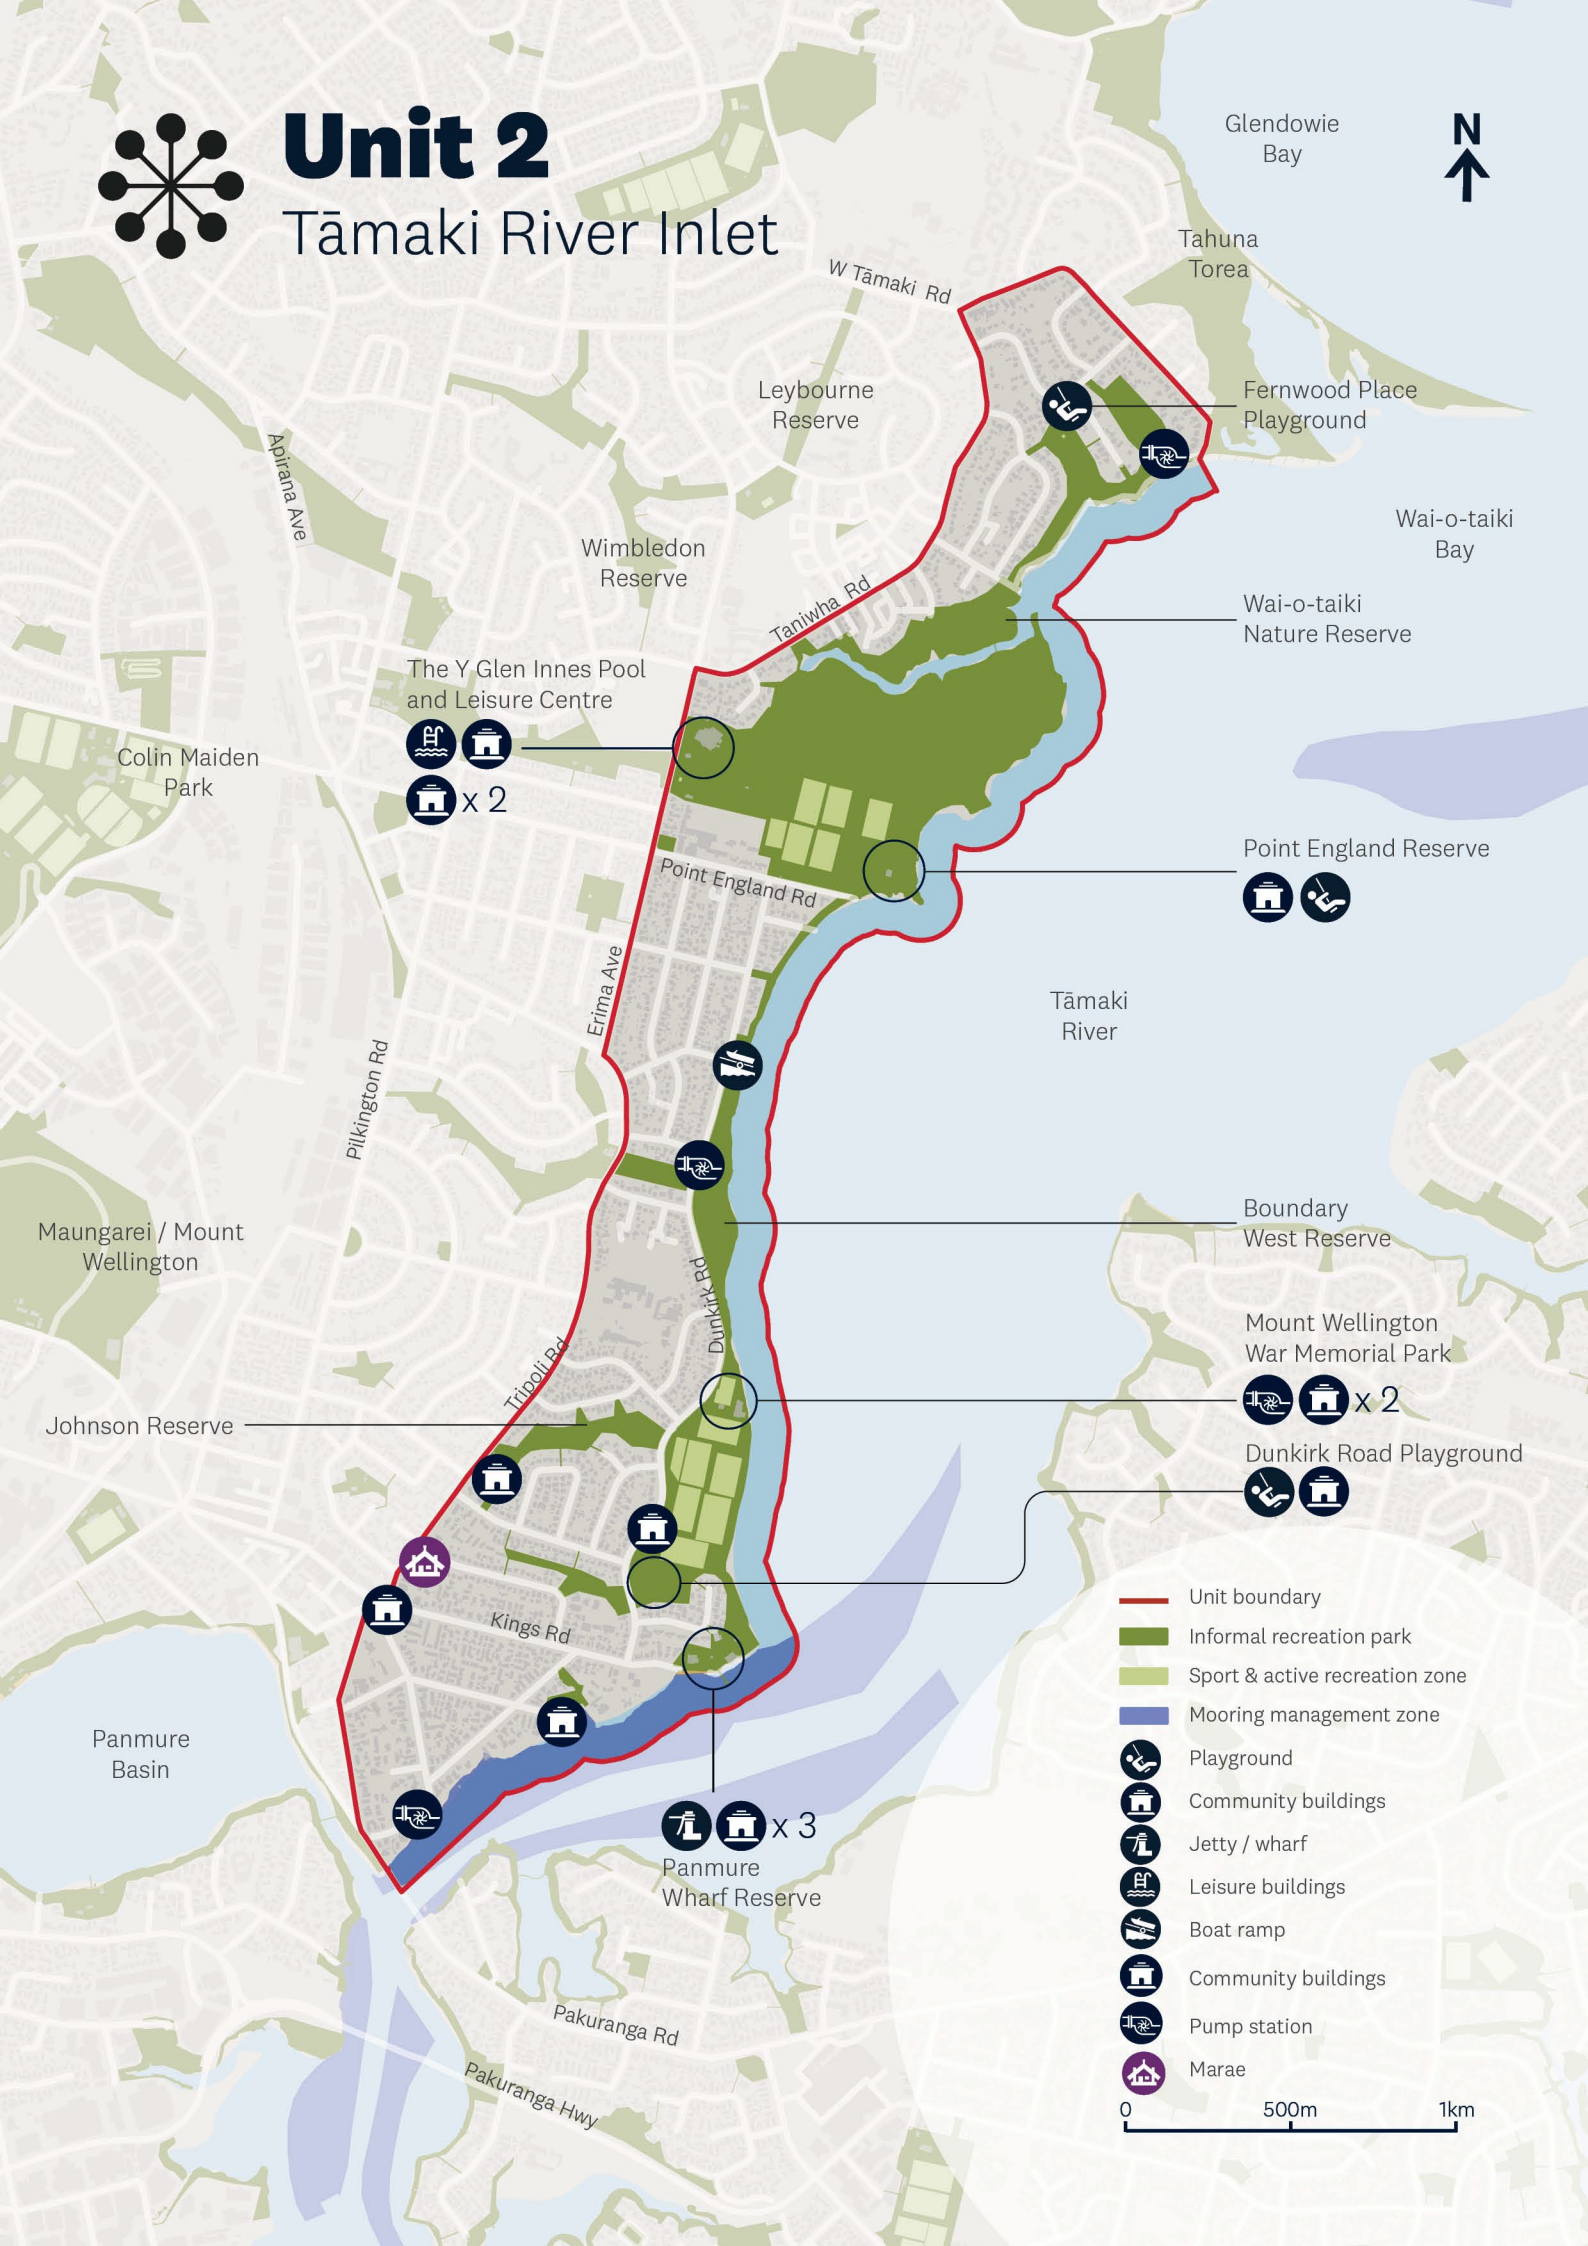 Unit 2
Tāmaki River Inlet
N
Glendowie
Bay
Tahuna
Torea
W Tāmaki Rd
Leybourne
Reserve
Fernwood Place
Playground
Apirana Ave
Wai-o-taiki
Bay
Wimbledon
Reserve
Taniwha Rd
Wai-o-taiki
Nature Reserve
The Y Glen Innes Pool
and Leisure Centre
x 2
Colin Maiden
Park
Point England Reserve
Point England Rd
Erima Ave
Tāmaki
River
Pilkington Rd
Maungarei / Mount
Wellington
Boundary
West Reserve
Dunkirk Rd
Mount Wellington
War Memorial Park
x 2
Tripoli Rd
Johnson Reserve
Dunkirk Road Playground
Kings Rd
Panmure
Basin
x 3
Panmure
Wharf Reserve
Pakuranga Rd
Pakuranga Hwy
Unit boundary
Informal recreation park
Sport & active recreation zone
Mooring management zone
Playground
Community buildings
Jetty / wharf
Leisure buildings
Boat ramp
Community buildings
Pump station
Marae
0 500m 1km